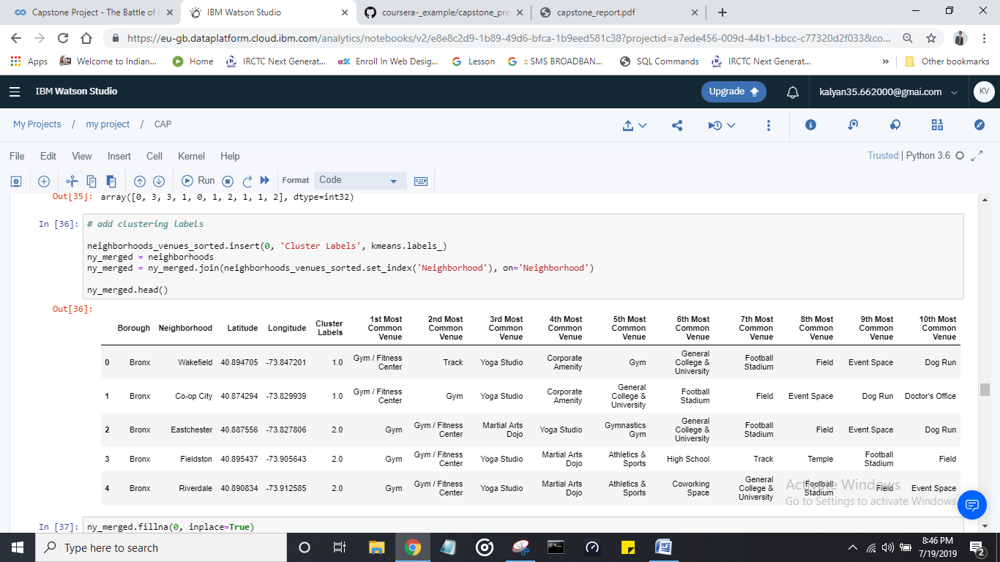 Capstone Project - The Battle of
IBM Watson Studio
coursera-_example/capstone_pre
capstone_report.pdf
https://eu-gb.dataplatform.cloud.ibm.com/analytics/notebooks/v2/e8e8c2d9-1b89-49d6-bfca-1b9eed581c38?projectid=a7ede456-009d-44b1-bbcc-c77320d2f033&co...
Apps Welcome to Indian... Home IRCTC Next Generat... edX Enroll In Web Desig... Lesson :: SMS BROADBAN... SQL Commands IRCTC Next Generat... » Other bookmarks
IBM Watson Studio Upgrade kalyan35.662000@gmai.com KV
My Projects / my project / CAP
File Edit View Insert Cell Kernel Help Trusted | Python 3.6
Run Format Code
Out[35]: array([0, 3, 3, 1, 0, 1, 2, 1, 1, 2], dtype=int32)
In [36]: # add clustering labels
neighborhoods_venues_sorted.insert(0, 'Cluster Labels', kmeans.labels_)
ny_merged = neighborhoods
ny_merged = ny_merged.join(neighborhoods_venues_sorted.set_index('Neighborhood'), on='Neighborhood')
ny_merged.head()
Out[36]:
Borough Neighborhood Latitude Longitude Cluster Labels 1st Most Common Venue 2nd Most Common Venue 3rd Most Common Venue 4th Most Common Venue 5th Most Common Venue 6th Most Common Venue 7th Most Common Venue 8th Most Common Venue 9th Most Common Venue 10th Most Common Venue
0 Bronx Wakefield 40.894705 -73.847201 1.0 Gym / Fitness Center Track Yoga Studio Corporate Amenity Gym General College & University Football Stadium Field Event Space Dog Run
1 Bronx Co-op City 40.874294 -73.829939 1.0 Gym / Fitness Center Gym Yoga Studio Corporate Amenity General College & University Football Stadium Field Event Space Dog Run Doctor's Office
2 Bronx Eastchester 40.887556 -73.827806 2.0 Gym Gym / Fitness Center Martial Arts Dojo Yoga Studio Gymnastics Gym General College & University Football Stadium Field Event Space Dog Run
3 Bronx Fieldston 40.895437 -73.905643 2.0 Gym Gym / Fitness Center Yoga Studio Martial Arts Dojo Athletics & Sports High School Track Temple Football Stadium Field
4 Bronx Riverdale 40.890834 -73.912585 2.0 Gym Gym / Fitness Center Yoga Studio Martial Arts Dojo Athletics & Sports Coworking Space General College & University Football Stadium Field Event Space
Activate Windows
Go to Settings to activate Windows.
In [37]: ny_merged.fillna(0, inplace=True)
Type here to search
8:46 PM
7/19/2019
2